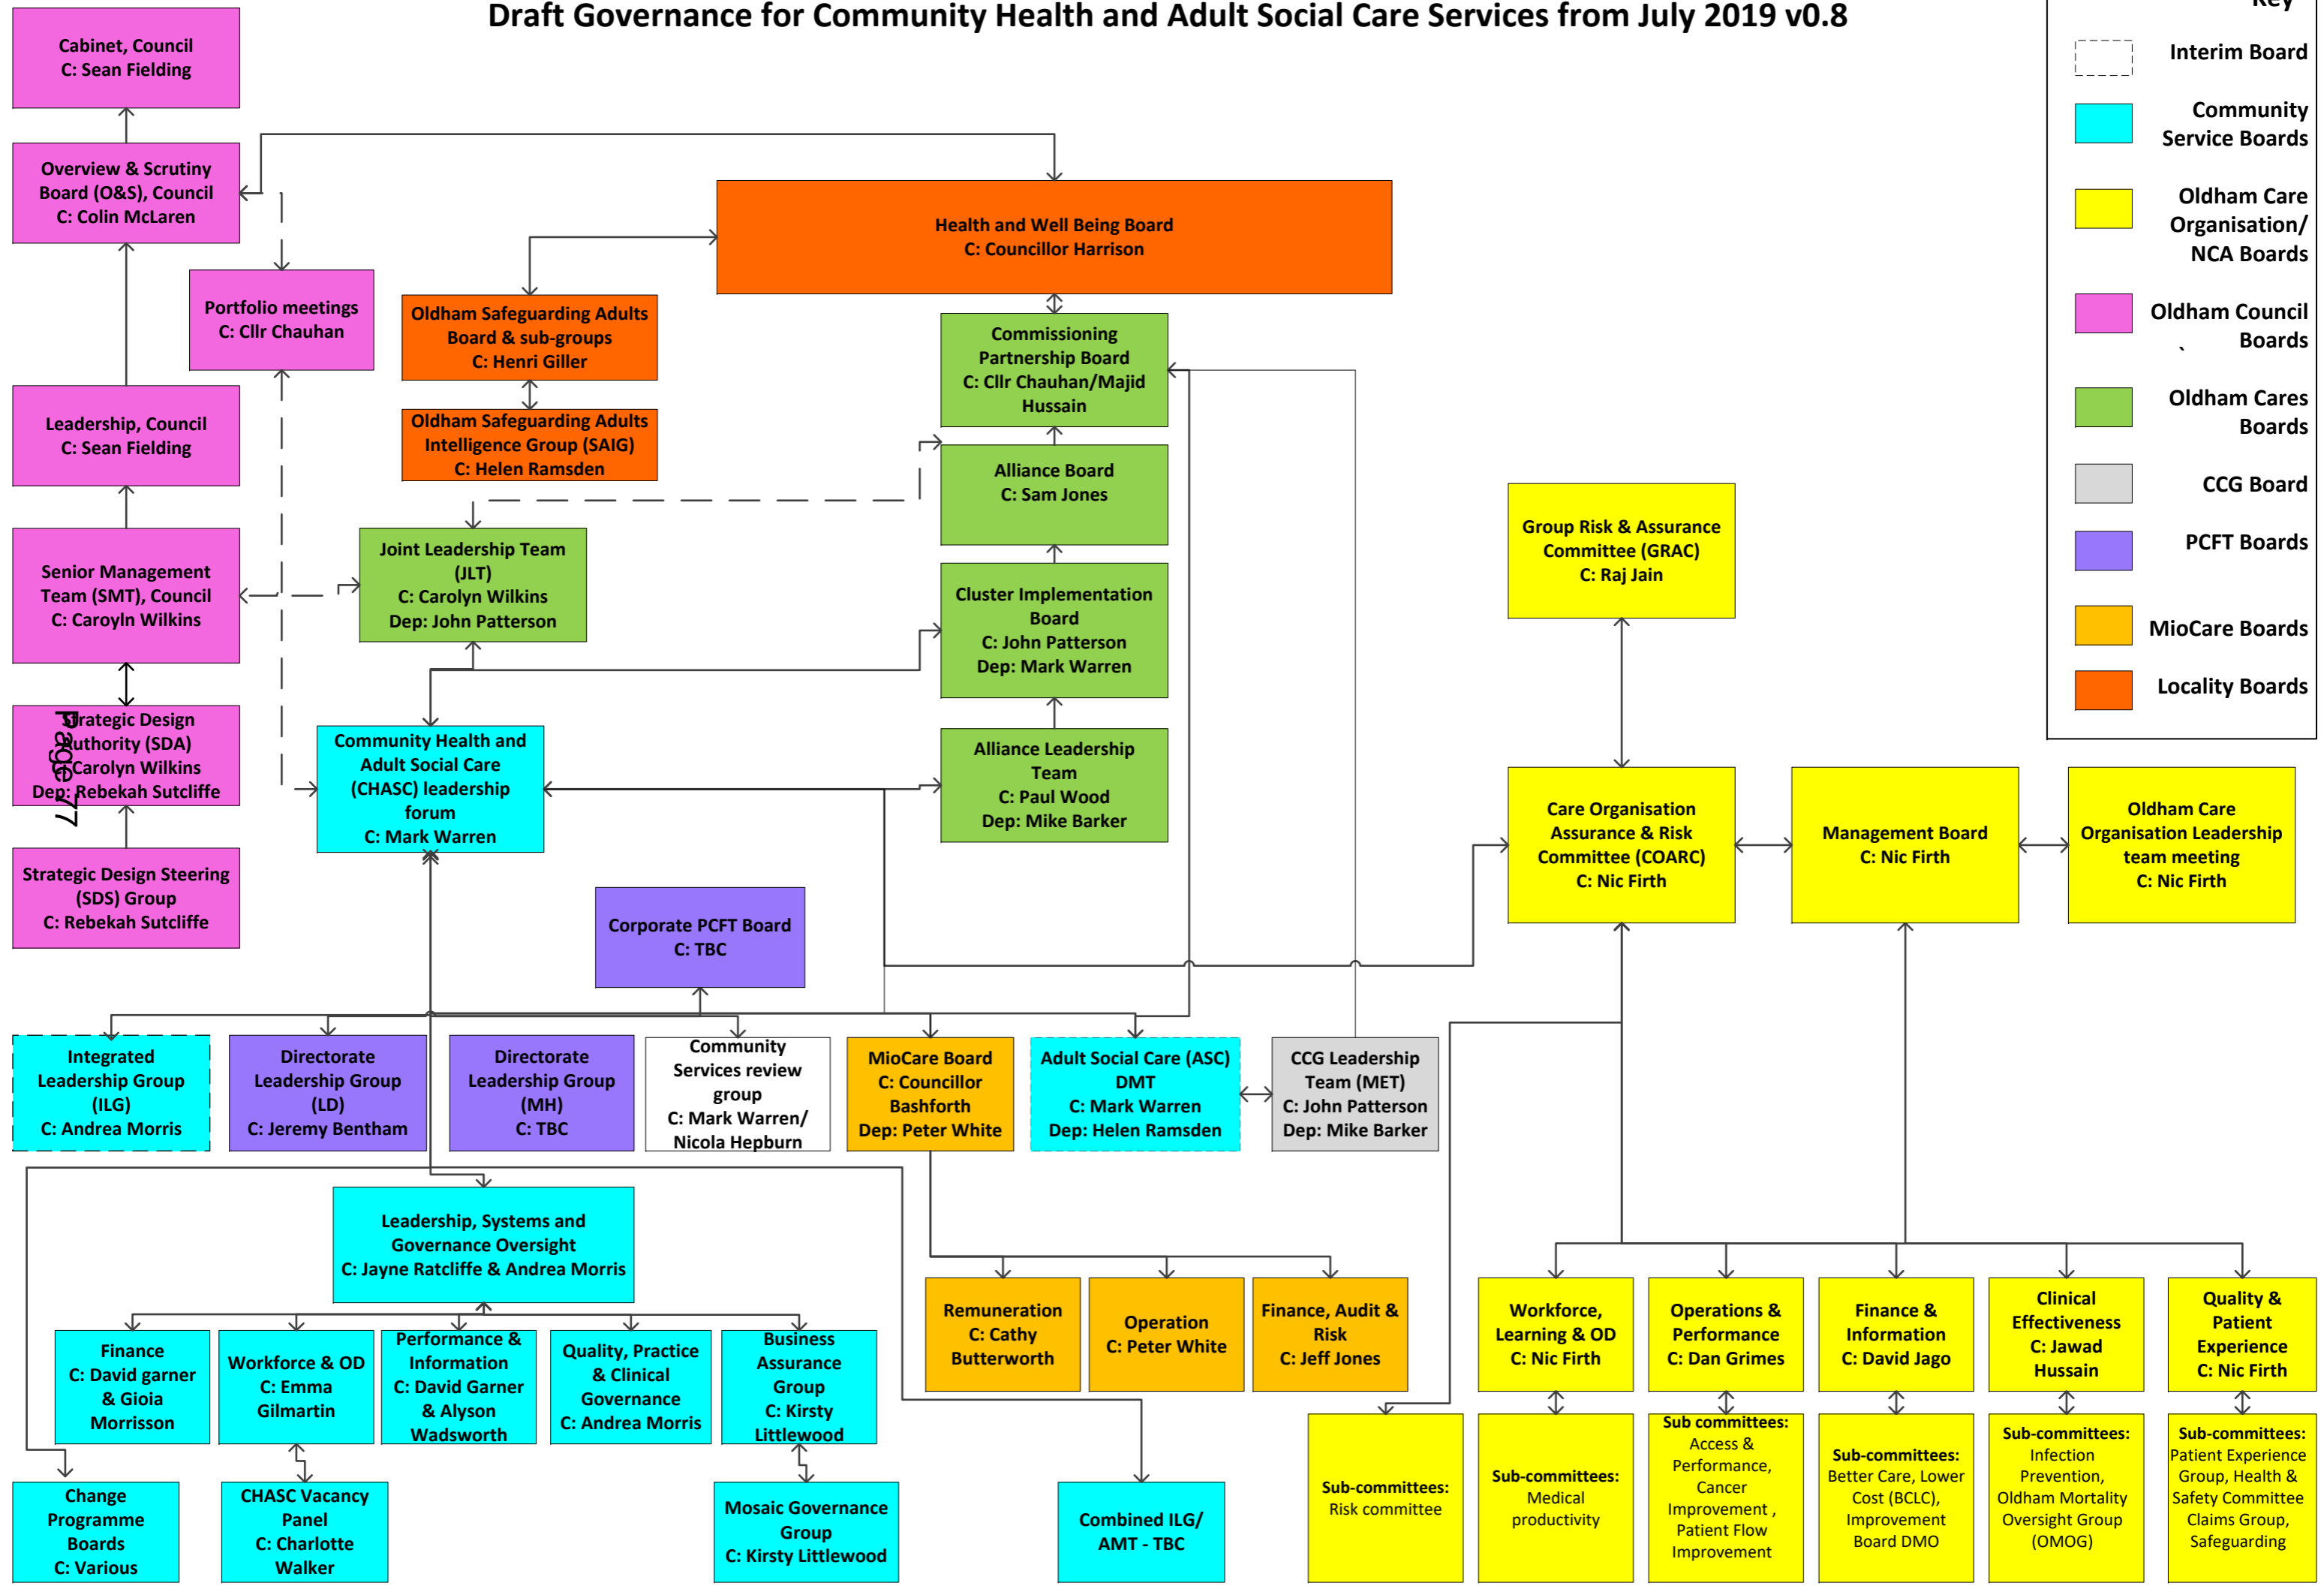 Draft Governance for Community Health and Adult Social Care Services from July 2019 v0.8
Key
Interim Board
Community
Service Boards
Oldham Care
Organisation/
NCA Boards
Oldham Council
Boards
`
Oldham Cares
Boards
CCG Board
PCFT Boards
MioCare Boards
Locality Boards
Cabinet, Council
C: Sean Fielding
Overview & Scrutiny
Board (O&S), Council
C: Colin McLaren
Portfolio meetings
C: Cllr Chauhan
Leadership, Council
C: Sean Fielding
Senior Management
Team (SMT), Council
C: Caroyln Wilkins
Strategic Design
Authority (SDA)
C: Carolyn Wilkins
Dep: Rebekah Sutcliffe
Page 77
Strategic Design Steering
(SDS) Group
C: Rebekah Sutcliffe
Health and Well Being Board
C: Councillor Harrison
Oldham Safeguarding Adults
Board & sub-groups
C: Henri Giller
Oldham Safeguarding Adults
Intelligence Group (SAIG)
C: Helen Ramsden
Commissioning
Partnership Board
C: Cllr Chauhan/Majid
Hussain
Alliance Board
C: Sam Jones
Joint Leadership Team
(JLT)
C: Carolyn Wilkins
Dep: John Patterson
Cluster Implementation
Board
C: John Patterson
Dep: Mark Warren
Alliance Leadership
Team
C: Paul Wood
Dep: Mike Barker
Community Health and
Adult Social Care
(CHASC) leadership
forum
C: Mark Warren
Group Risk & Assurance
Committee (GRAC)
C: Raj Jain
Care Organisation
Assurance & Risk
Committee (COARC)
C: Nic Firth
Management Board
C: Nic Firth
Oldham Care
Organisation Leadership
team meeting
C: Nic Firth
Corporate PCFT Board
C: TBC
Integrated
Leadership Group
(ILG)
C: Andrea Morris
Directorate
Leadership Group
(LD)
C: Jeremy Bentham
Directorate
Leadership Group
(MH)
C: TBC
Community
Services review
group
C: Mark Warren/
Nicola Hepburn
MioCare Board
C: Councillor
Bashforth
Dep: Peter White
Adult Social Care (ASC)
DMT
C: Mark Warren
Dep: Helen Ramsden
CCG Leadership
Team (MET)
C: John Patterson
Dep: Mike Barker
Leadership, Systems and
Governance Oversight
C: Jayne Ratcliffe & Andrea Morris
Finance
C: David garner
& Gioia
Morrisson
Workforce & OD
C: Emma
Gilmartin
Performance &
Information
C: David Garner
& Alyson
Wadsworth
Quality, Practice
& Clinical
Governance
C: Andrea Morris
Business
Assurance
Group
C: Kirsty
Littlewood
Remuneration
C: Cathy
Butterworth
Operation
C: Peter White
Finance, Audit &
Risk
C: Jeff Jones
Workforce,
Learning & OD
C: Nic Firth
Operations &
Performance
C: Dan Grimes
Finance &
Information
C: David Jago
Clinical
Effectiveness
C: Jawad
Hussain
Quality &
Patient
Experience
C: Nic Firth
Change
Programme
Boards
C: Various
CHASC Vacancy
Panel
C: Charlotte
Walker
Mosaic Governance
Group
C: Kirsty Littlewood
Combined ILG/
AMT - TBC
Sub-committees:
Risk committee
Sub-committees:
Medical
productivity
Sub committees:
Access &
Performance,
Cancer
Improvement ,
Patient Flow
Improvement
Sub-committees:
Better Care, Lower
Cost (BCLC),
Improvement
Board DMO
Sub-committees:
Infection
Prevention,
Oldham Mortality
Oversight Group
(OMOG)
Sub-committees:
Patient Experience
Group, Health &
Safety Committee
Claims Group,
Safeguarding